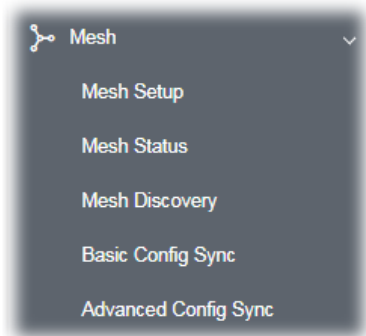 Mesh
Mesh Setup
Mesh Status
Mesh Discovery
Basic Config Sync
Advanced Config Sync